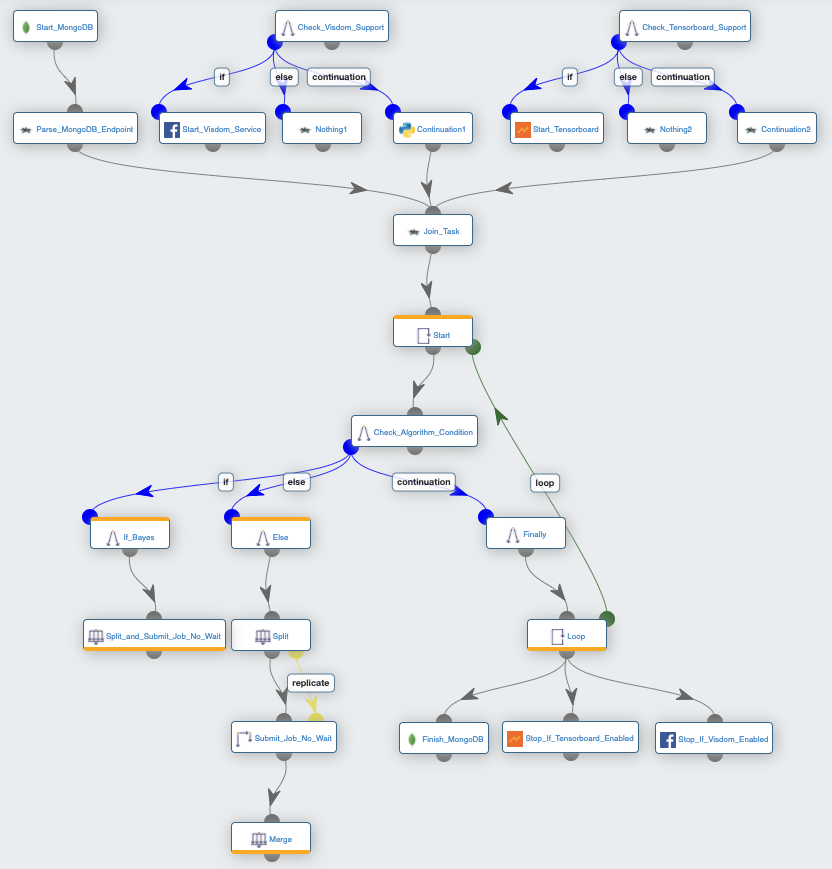 Start_MongoDB
Check_Visdom_Support
Check_Tensorboard_Support
if
else
continuation
if
else
continuation
Parse_MongoDB_Endpoint
Start_Visdom_Service
Nothing1
Continuation1
Start_Tensorboard
Nothing2
Continuation2
Join_Task
Start
Check_Algorithm_Condition
if
else
continuation
loop
If_Bayes
Else
Finally
Split_and_Submit_Job_No_Wait
Split
Loop
replicate
Submit_Job_No_Wait
Finish_MongoDB
Stop_If_Tensorboard_Enabled
Stop_If_Visdom_Enabled
Merge